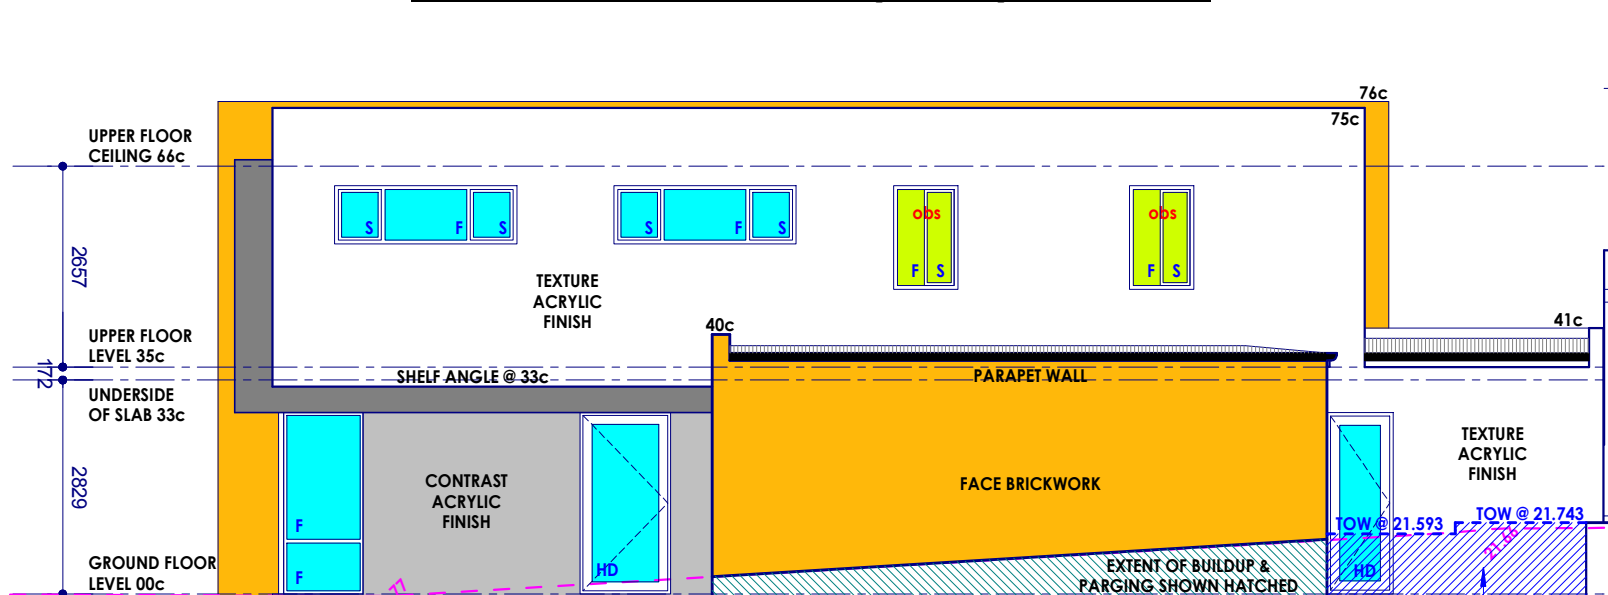 76c
75c
UPPER FLOOR
CEILING 66c
obs
obs
S
F
S
S
F
S
2657
F
S
F
S
TEXTURE
ACRYLIC
FINISH
40c
41c
UPPER FLOOR
LEVEL 35c
172
SHELF ANGLE @ 33c
PARAPET WALL
UNDERSIDE
OF SLAB 33c
TEXTURE
ACRYLIC
FINISH
2829
CONTRAST
ACRYLIC
FINISH
FACE BRICKWORK
F
TOW @ 21.593
TOW @ 21.743
GROUND FLOOR
LEVEL 00c
F
HD
EXTENT OF BUILDUP &
PARGING SHOWN HATCHED
HD